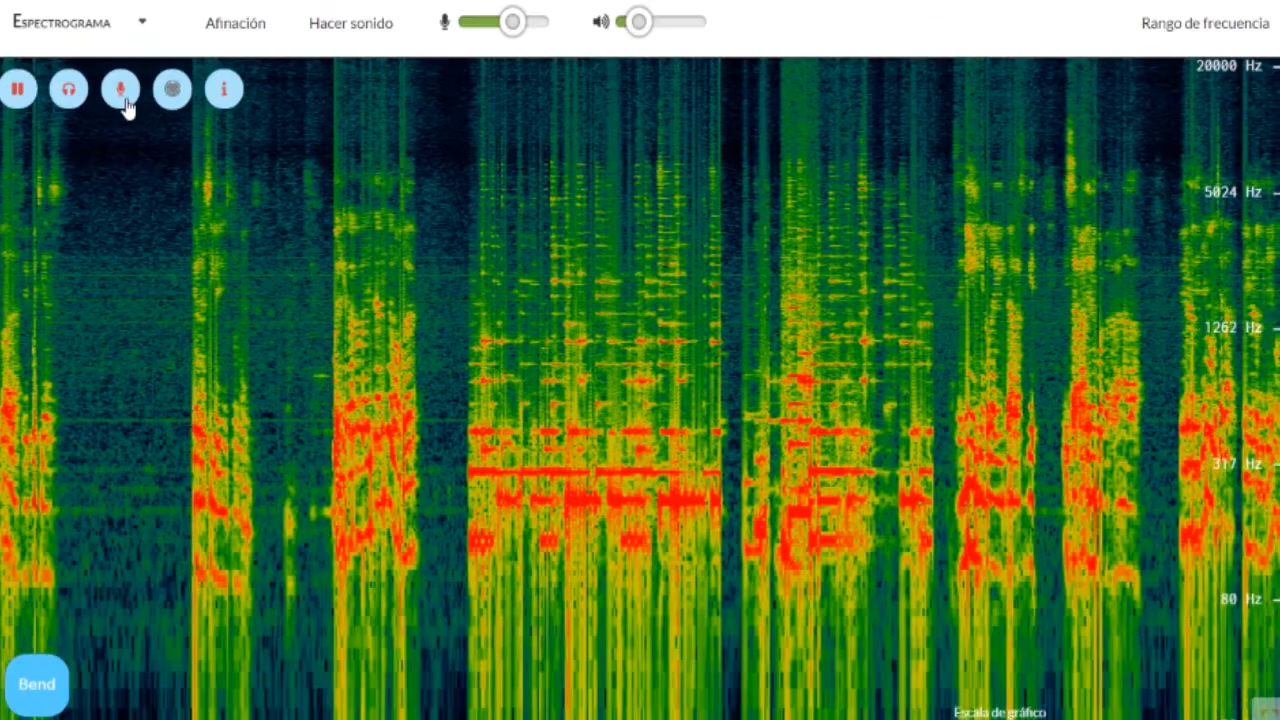 ESPECTROGRAMA
Afinación
Hacer sonido
Rango de frecuencia
20000 Hz
5024 Hz
1262 Hz
317 Hz
80 Hz
Bend
Escala de gráfico